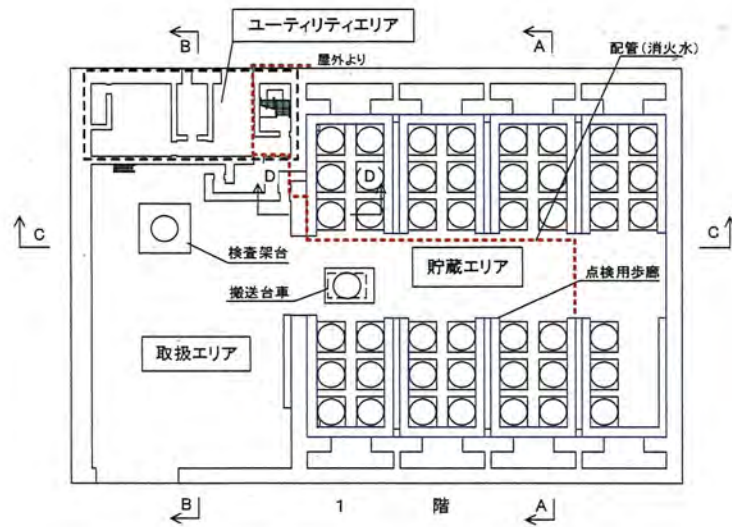 B
ユーティリティエリア
A
配管(消火水)
屋外より
D
D
C
C
検査架台
貯蔵エリア
点検用歩廊
搬送台車
取扱エリア
B
1 階
A